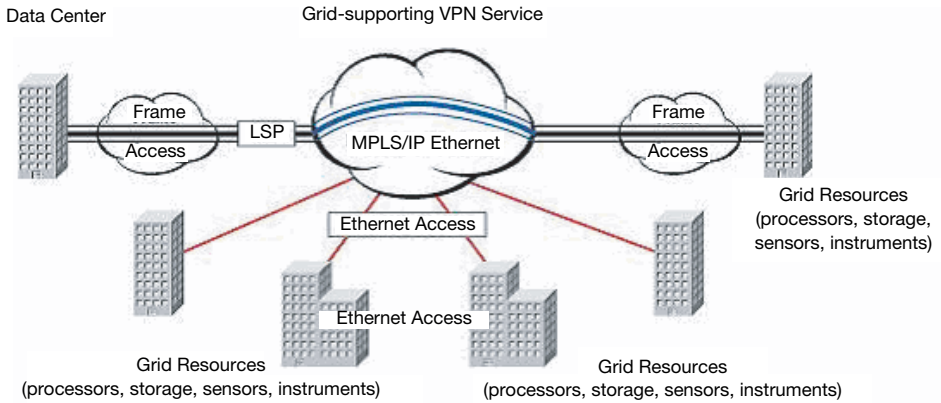 Data Center
Grid-supporting VPN Service
Frame
Access
LSP
MPLS/IP Ethernet
Frame
Access
Grid Resources
(processors, storage,
sensors, instruments)
Ethernet Access
Ethernet Access
Grid Resources
(processors, storage, sensors, instruments)
Grid Resources
(processors, storage, sensors, instruments)